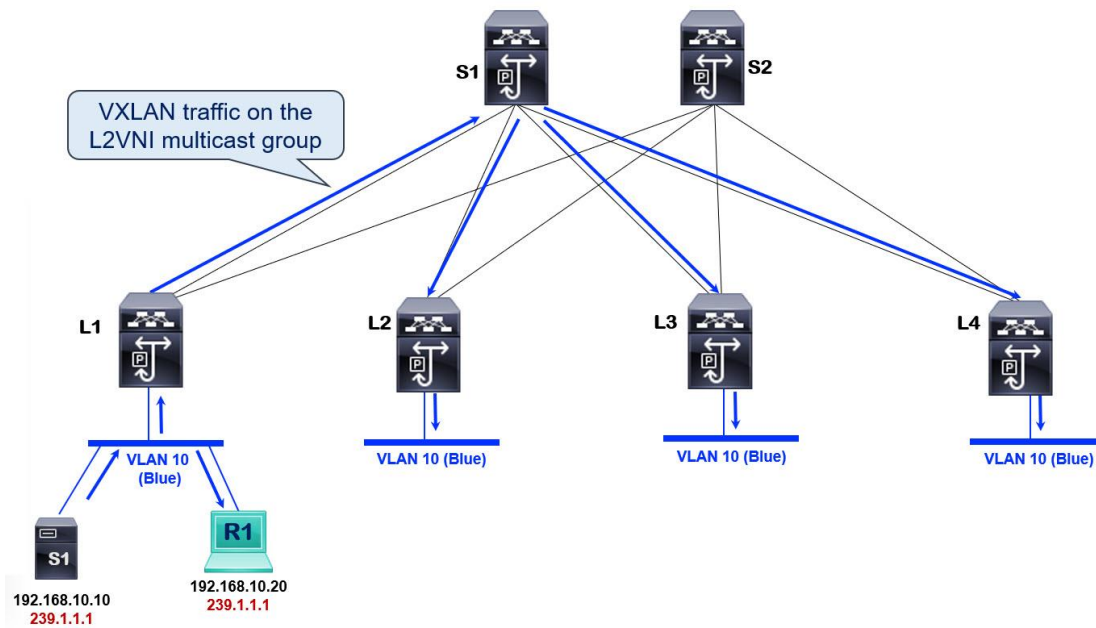 S1
S2
VXLAN traffic on the
L2VNI multicast group
P
P
L1
L2
L3
L4
P
P
P
P
VLAN 10
(Blue)
VLAN 10 (Blue)
VLAN 10 (Blue)
VLAN 10 (Blue)
S1
R1
192.168.10.10
239.1.1.1
192.168.10.20
239.1.1.1